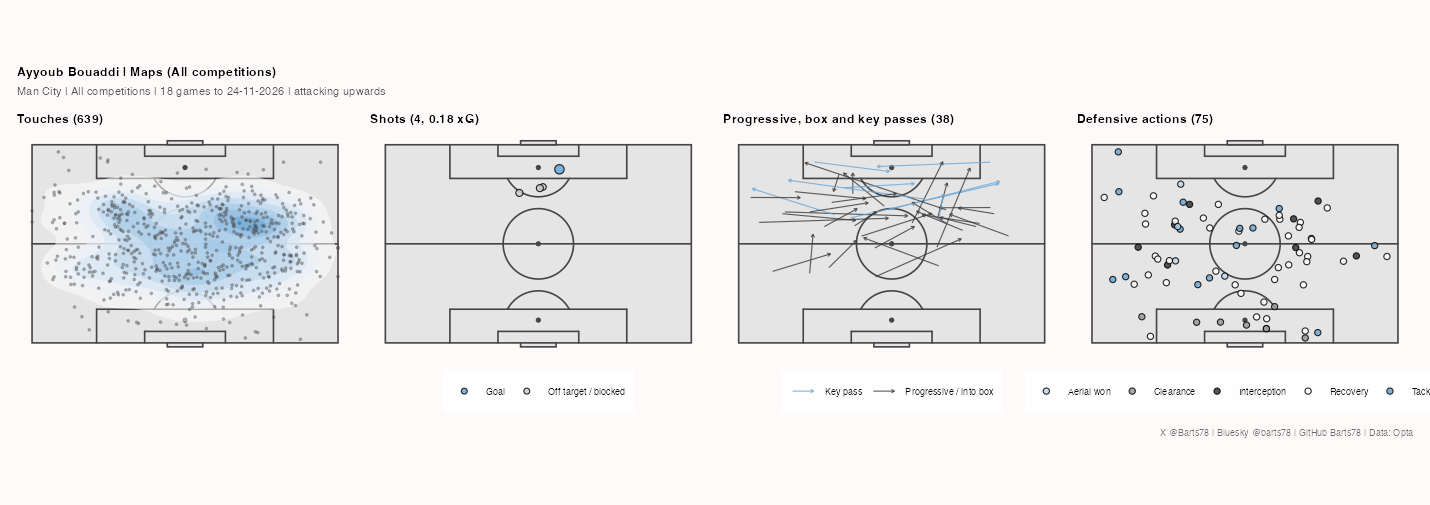 Ayyoub Bouaddi | Maps (All competitions)
Man City | All competitions | 18 games to 24-11-2026 | attacking upwards
Touches (639)
Shots (4, 0.18 xG)
Progressive, box and key passes (38)
Defensive actions (75)
Goal
Off target / blocked
Key pass
Progressive / into box
Aerial won
Clearance
Interception
Recovery
Tack
X @Barts78 | Bluesky @barts78 | GitHub Barts78 | Data: Opta